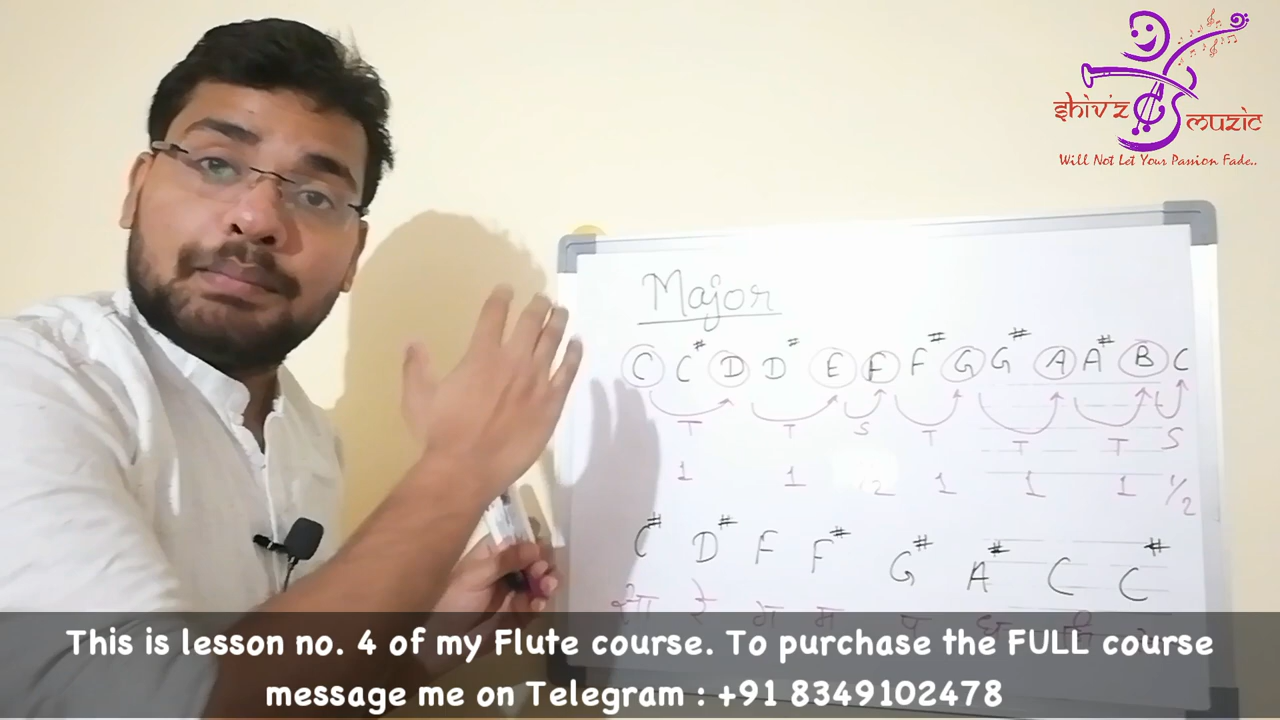 Shiv'z muzic
Will Not Let Your Passion Fade..
Major
C C# D D# E F F# G G# A A# B C
T T S T T T S
1 1 1/2 1 1 1 1/2
C# D# F F# G# A# C C#
सा रे ग म प ध नि
This is lesson no. 4 of my Flute course. To purchase the FULL course
message me on Telegram : +91 8349102478